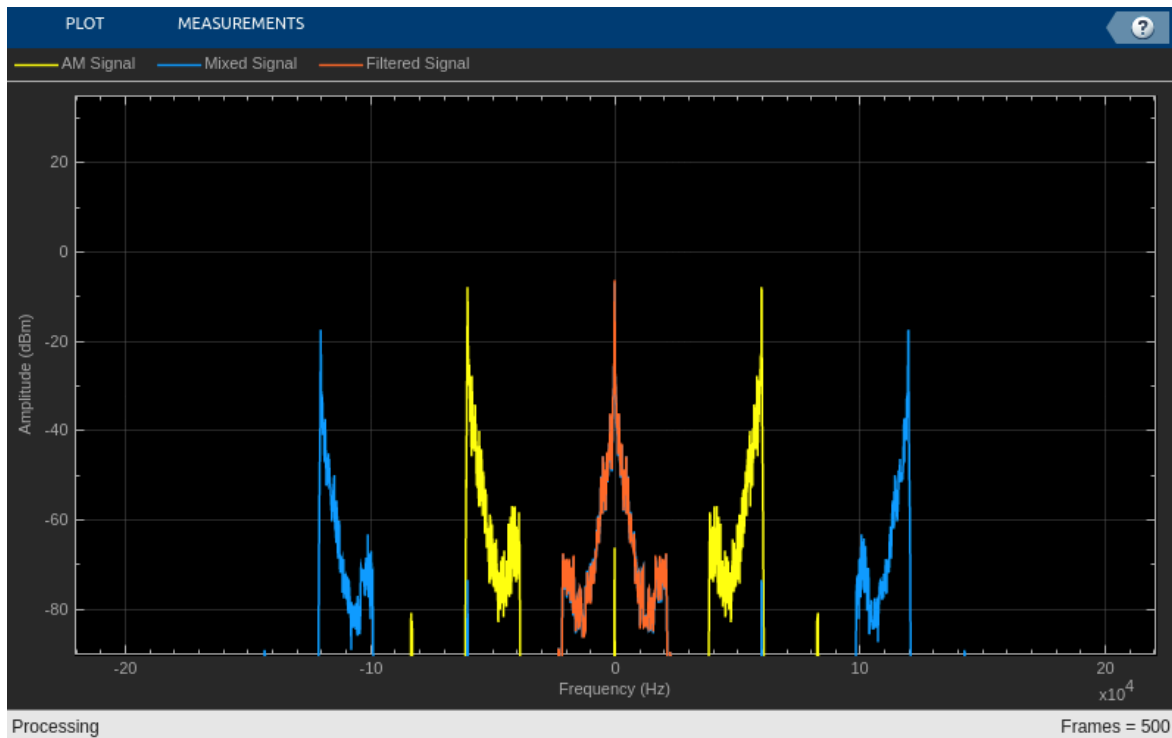 PLOT MEASUREMENTS ?
AM Signal Mixed Signal Filtered Signal
20
0
-20
-40
-60
-80
Amplitude (dBm)
-20 -10 0 10 20
Frequency (Hz)
x10^4
Processing Frames = 500